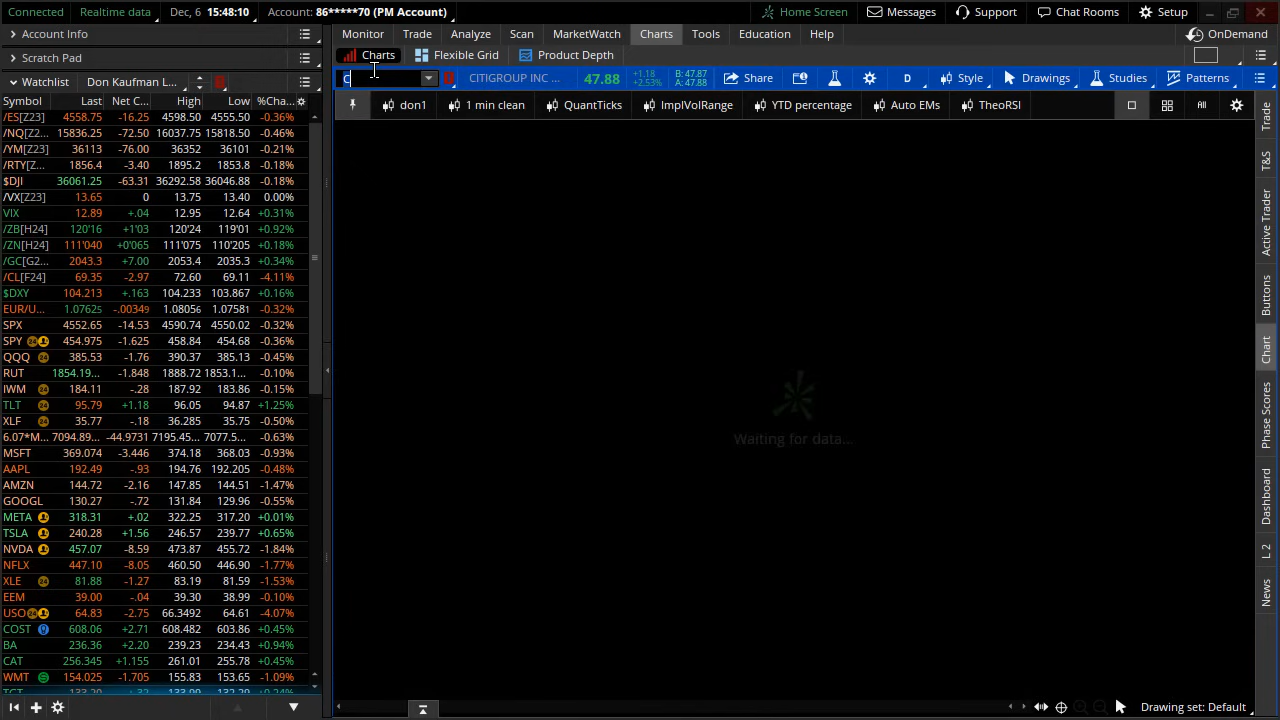 Connected Realtime data Dec, 6 15:48:10 Account: 86*****70 (PM Account) Home Screen Messages Support Chat Rooms Setup
Account Info Monitor Trade Analyze Scan MarketWatch Charts Tools Education Help OnDemand
Scratch Pad Charts Flexible Grid Product Depth
Watchlist Don Kaufman L... C CITIGROUP INC ... 47.88 +1.18 +2.53% B: 47.87 A: 47.88 Share D Style Drawings Studies Patterns
Symbol Last Net C... High Low %Cha... don1 1 min clean QuantTicks ImplVolRange YTD percentage Auto EMs TheoRSI
/ES[Z23] 4558.75 -16.25 4598.50 4555.50 -0.36%
/NQ[Z2... 15836.25 -72.50 16037.75 15818.50 -0.46%
/YM[Z23] 36113 -76.00 36352 36101 -0.21%
/RTY[Z... 1856.4 -3.40 1895.2 1853.8 -0.18%
$DJI 36061.25 -63.31 36292.58 36046.88 -0.18%
/VX[Z23] 13.65 0 13.75 13.40 0.00%
VIX 12.89 +.04 12.95 12.64 +0.31%
/ZB[H24] 120'16 +1'03 120'24 119'01 +0.92%
/ZN[H24] 111'040 +0'065 111'075 110'205 +0.18%
/GC[G2... 2043.3 +7.00 2053.4 2035.3 +0.34%
/CL[F24] 69.35 -2.97 72.60 69.11 -4.11%
$DXY 104.213 +.163 104.233 103.867 +0.16%
EUR/U... 1.07625 -.00349 1.08056 1.07581 -0.32%
SPX 4552.65 -14.53 4590.74 4550.02 -0.32%
SPY 24 454.975 -1.625 458.84 454.68 -0.36%
QQQ 24 385.53 -1.76 390.37 385.13 -0.45%
RUT 1854.19... -1.848 1888.72 1853.1... -0.10%
IWM 24 184.11 -.28 187.92 183.86 -0.15%
TLT 24 95.79 +1.18 96.05 94.87 +1.25%
XLF 24 35.77 -.18 36.285 35.75 -0.50%
6.07*M... 7094.89... -44.9731 7195.45... 7077.5... -0.63%
MSFT 369.074 -3.446 374.18 368.03 -0.93%
AAPL 192.49 -.93 194.76 192.205 -0.48%
AMZN 144.72 -2.16 147.85 144.51 -1.47%
GOOGL 130.27 -.72 131.84 129.96 -0.55%
META 318.31 +.02 322.25 317.20 +0.01%
TSLA 240.28 +1.56 246.57 239.77 +0.65%
NVDA 457.07 -8.59 473.87 455.72 -1.84%
NFLX 447.10 -8.05 460.50 446.90 -1.77%
XLE 24 81.88 -1.27 83.19 81.59 -1.53%
EEM 39.00 -.04 39.30 38.99 -0.10%
USO 24 64.83 -2.75 66.3492 64.61 -4.07%
COST 608.06 +2.71 608.482 603.86 +0.45%
BA 236.36 +2.20 239.23 234.43 +0.94%
CAT 256.345 +1.155 261.01 255.78 +0.45%
WMT 154.025 -1.705 155.83 153.65 -1.09%
TGT 133.20 +.32 133.99 132.29 +0.24%
Waiting for data...
Drawing set: Default
Trade
T&S
Active Trader
Buttons
Chart
Phase Scores
Dashboard
L 2
News